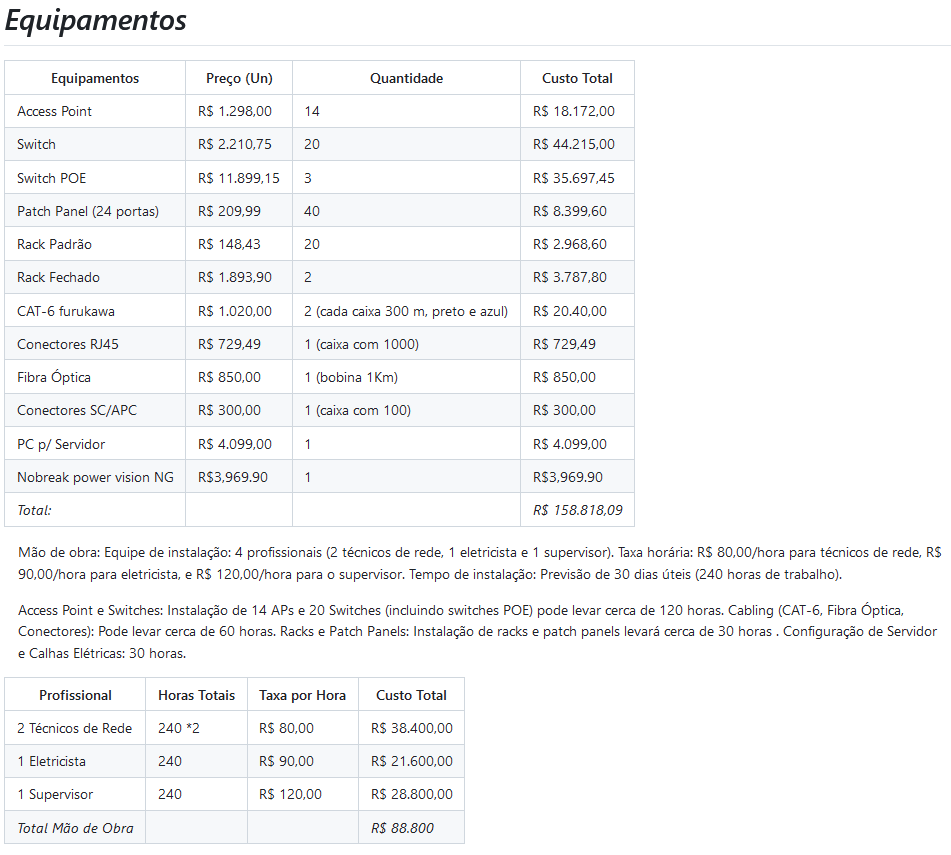 Equipamentos
Equipamentos Preço (Un) Quantidade Custo Total
Access Point R$ 1.298,00 14 R$ 18.172,00
Switch R$ 2.210,75 20 R$ 44.215,00
Switch POE R$ 11.899,15 3 R$ 35.697,45
Patch Panel (24 portas) R$ 209,99 40 R$ 8.399,60
Rack Padrão R$ 148,43 20 R$ 2.968,60
Rack Fechado R$ 1.893,90 2 R$ 3.787,80
CAT-6 furukawa R$ 1.020,00 2 (cada caixa 300 m, preto e azul) R$ 20.40,00
Conectores RJ45 R$ 729,49 1 (caixa com 1000) R$ 729,49
Fibra Óptica R$ 850,00 1 (bobina 1Km) R$ 850,00
Conectores SC/APC R$ 300,00 1 (caixa com 100) R$ 300,00
PC p/ Servidor R$ 4.099,00 1 R$ 4.099,00
Nobreak power vision NG R$3,969.90 1 R$3,969.90
Total: R$ 158.818,09
Mão de obra: Equipe de instalação: 4 profissionais (2 técnicos de rede, 1 eletricista e 1 supervisor). Taxa horária: R$ 80,00/hora para técnicos de rede, R$
90,00/hora para eletricista, e R$ 120,00/hora para o supervisor. Tempo de instalação: Previsão de 30 dias úteis (240 horas de trabalho).
Access Point e Switches: Instalação de 14 APs e 20 Switches (incluindo switches POE) pode levar cerca de 120 horas. Cabling (CAT-6, Fibra Óptica,
Conectores): Pode levar cerca de 60 horas. Racks e Patch Panels: Instalação de racks e patch panels levará cerca de 30 horas . Configuração de Servidor
e Calhas Elétricas: 30 horas.
Profissional Horas Totais Taxa por Hora Custo Total
2 Técnicos de Rede 240 *2 R$ 80,00 R$ 38.400,00
1 Eletricista 240 R$ 90,00 R$ 21.600,00
1 Supervisor 240 R$ 120,00 R$ 28.800,00
Total Mão de Obra R$ 88.800